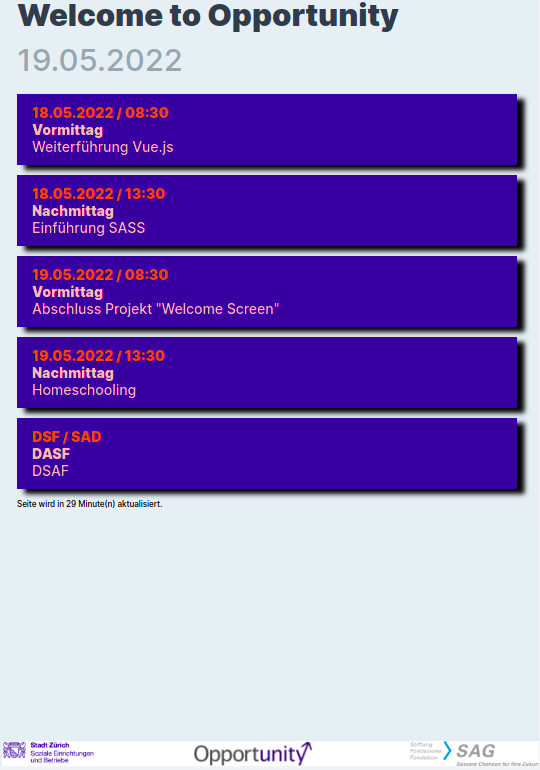 Welcome to Opportunity
19.05.2022
18.05.2022 / 08:30
Vormittag
Weiterführung Vue.js
18.05.2022 / 13:30
Nachmittag
Einführung SASS
19.05.2022 / 08:30
Vormittag
Abschluss Projekt "Welcome Screen"
19.05.2022 / 13:30
Nachmittag
Homeschooling
DSF / SAD
DASF
DSAF
Seite wird in 29 Minute(n) aktualisiert.
Stadt Zürich
Soziale Einrichtungen
und Betriebe
Opportunity
Stiftung
Fondazione
Fondation
SAG
Bessere Chancen für Ihre Zukun